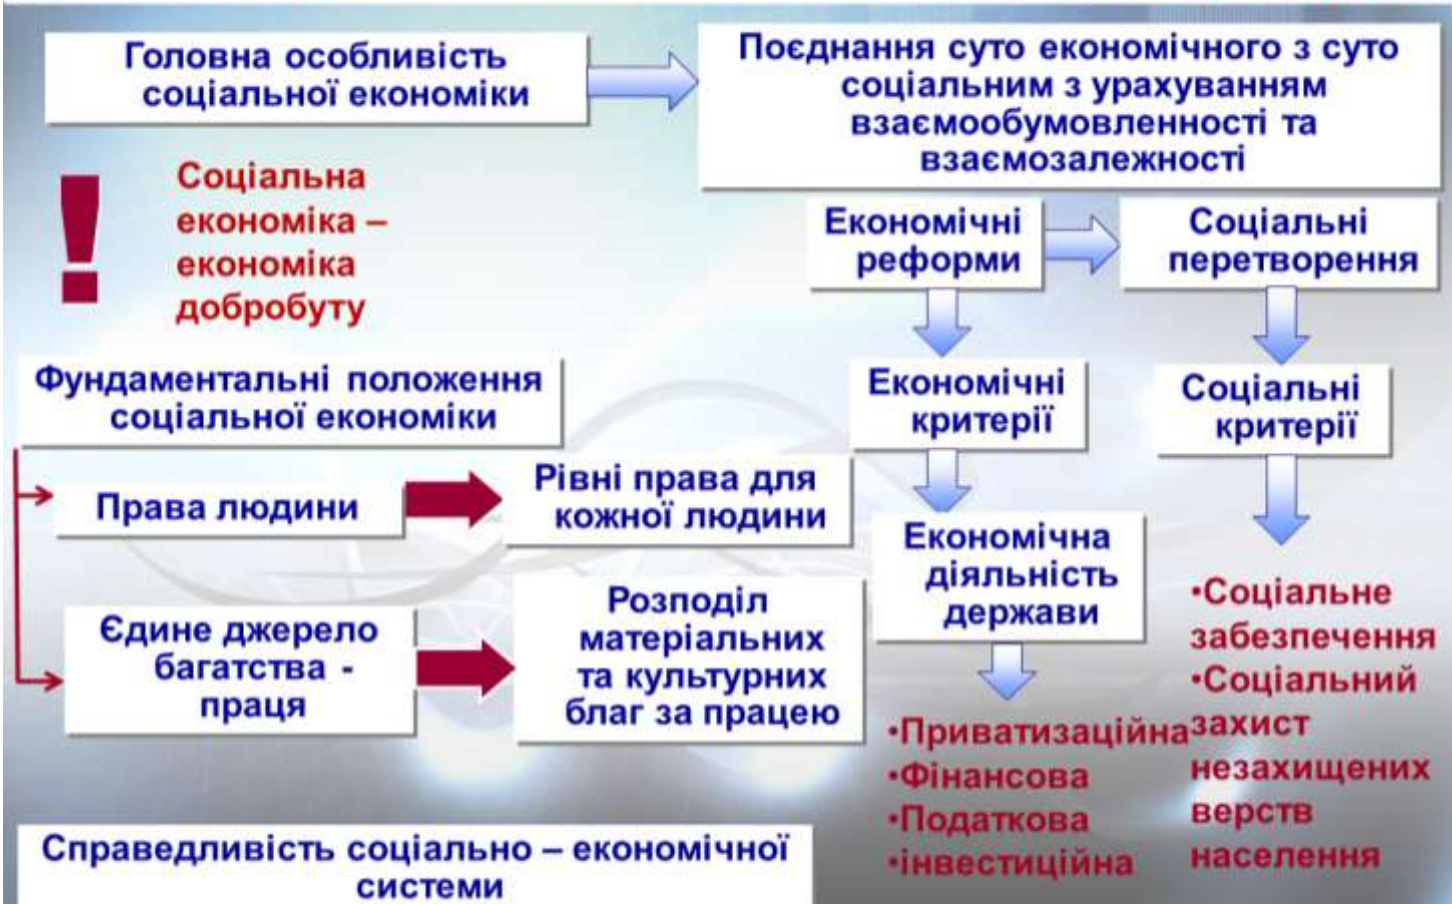 Головна особливість
соціальної економіки
Поєднання суто економічного з суто
соціальним з урахуванням
взаємообумовленності та
взаємозалежності
!
Соціальна
економіка –
економіка
добробуту
Економічні
реформи
Соціальні
перетворення
Фундаментальні положення
соціальної економіки
Економічні
критерії
Соціальні
критерії
Права людини
Рівні права для
кожної людини
Економічна
діяльність
держави
Єдине джерело
багатства -
праця
Розподіл
матеріальних
та культурних
благ за працею
•Приватизаційна
•Фінансова
•Податкова
•інвестиційна
•Соціальне
забезпечення
•Соціальний
захист
незахищених
верств
населення
Справедливість соціально – економічної
системи